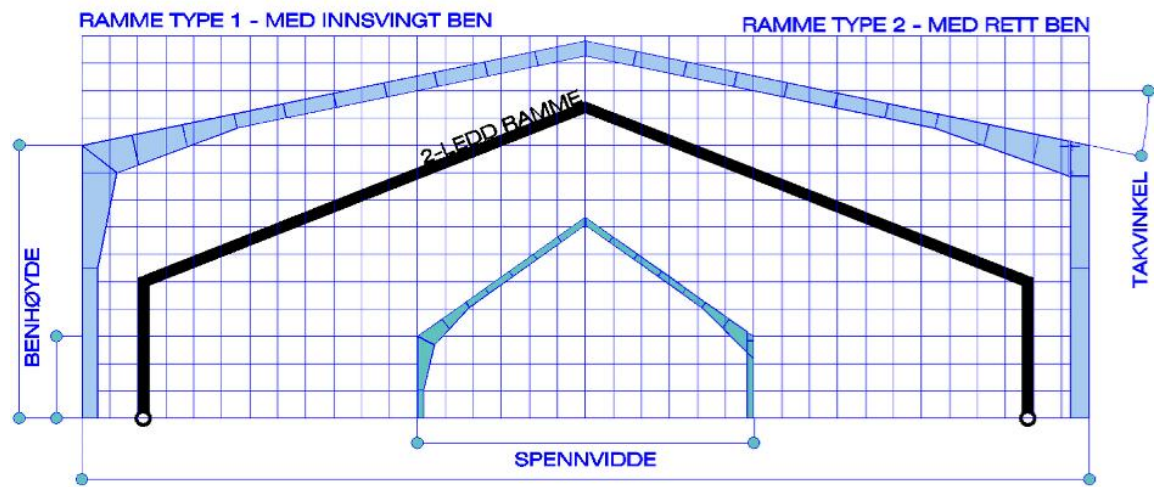 RAMME TYPE 1 - MED INNSVINGT BEN
RAMME TYPE 2 - MED RETT BEN
2-LEDD RAMME
BENHØYDE
TAKVINKEL
SPENNVIDDE